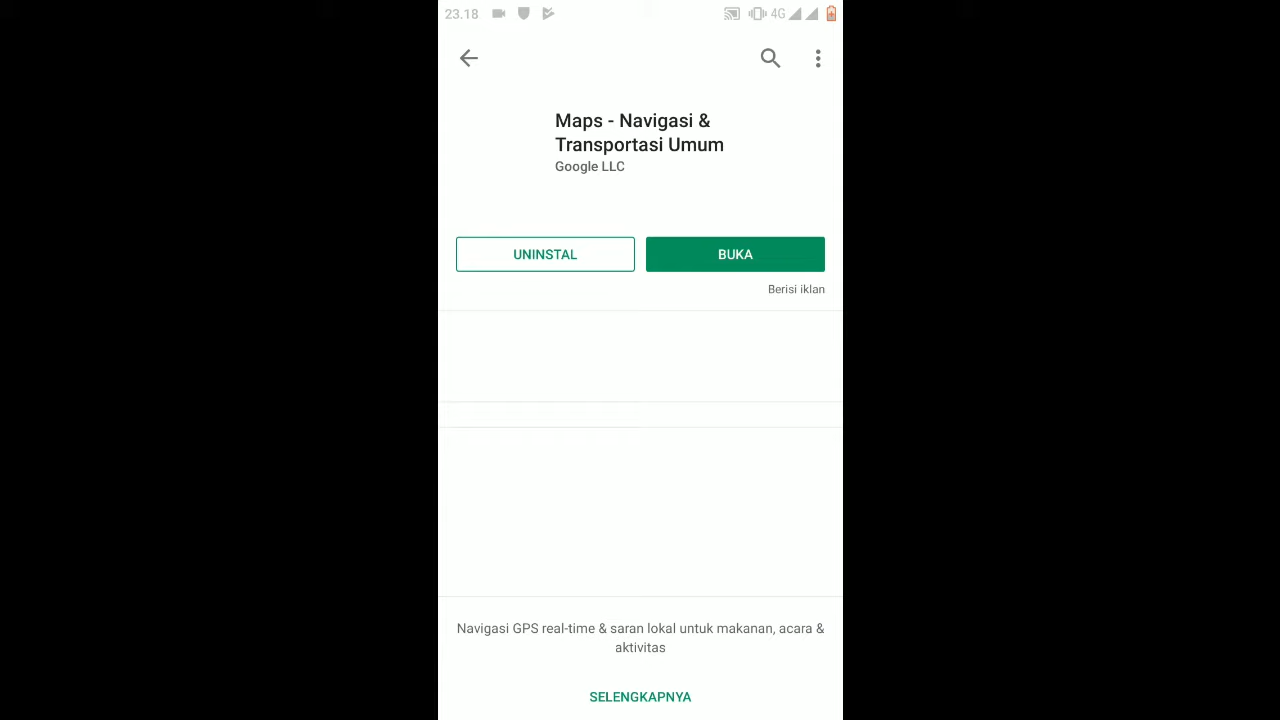 23.18 4G
Maps - Navigasi &
Transportasi Umum
Google LLC
UNINSTAL BUKA
Berisi iklan
Navigasi GPS real-time & saran lokal untuk makanan, acara &
aktivitas
SELENGKAPNYA